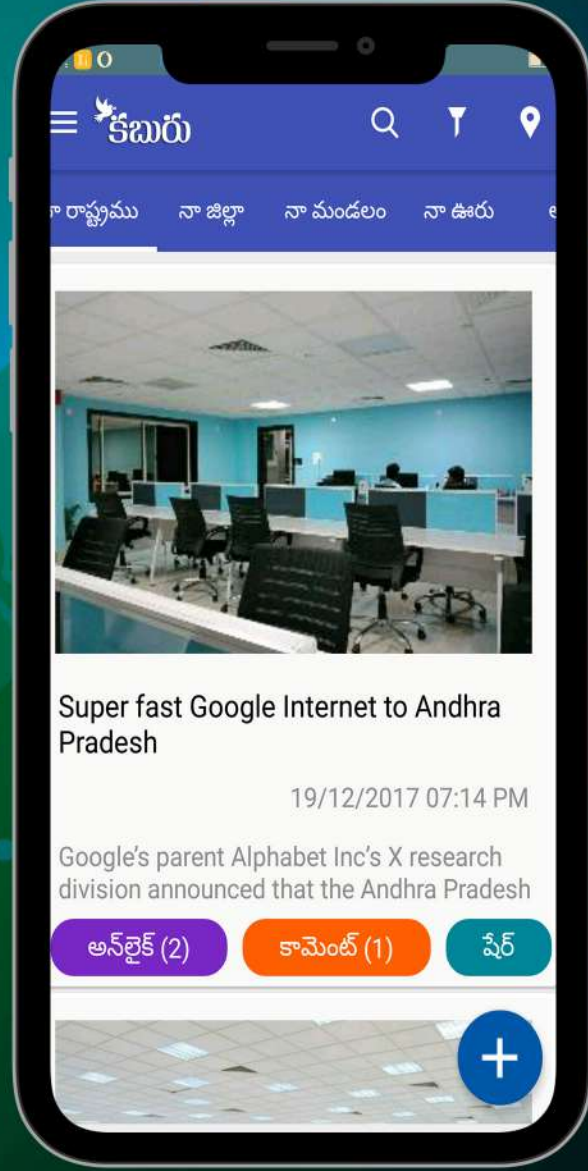 కబురు
రాష్ట్రము నా జిల్లా నా మండలం నా ఊరు
Super fast Google Internet to Andhra
Pradesh
19/12/2017 07:14 PM
Google's parent Alphabet Inc's X research
division announced that the Andhra Pradesh
అన్‌లైక్ (2) కామెంట్ (1) షేర్